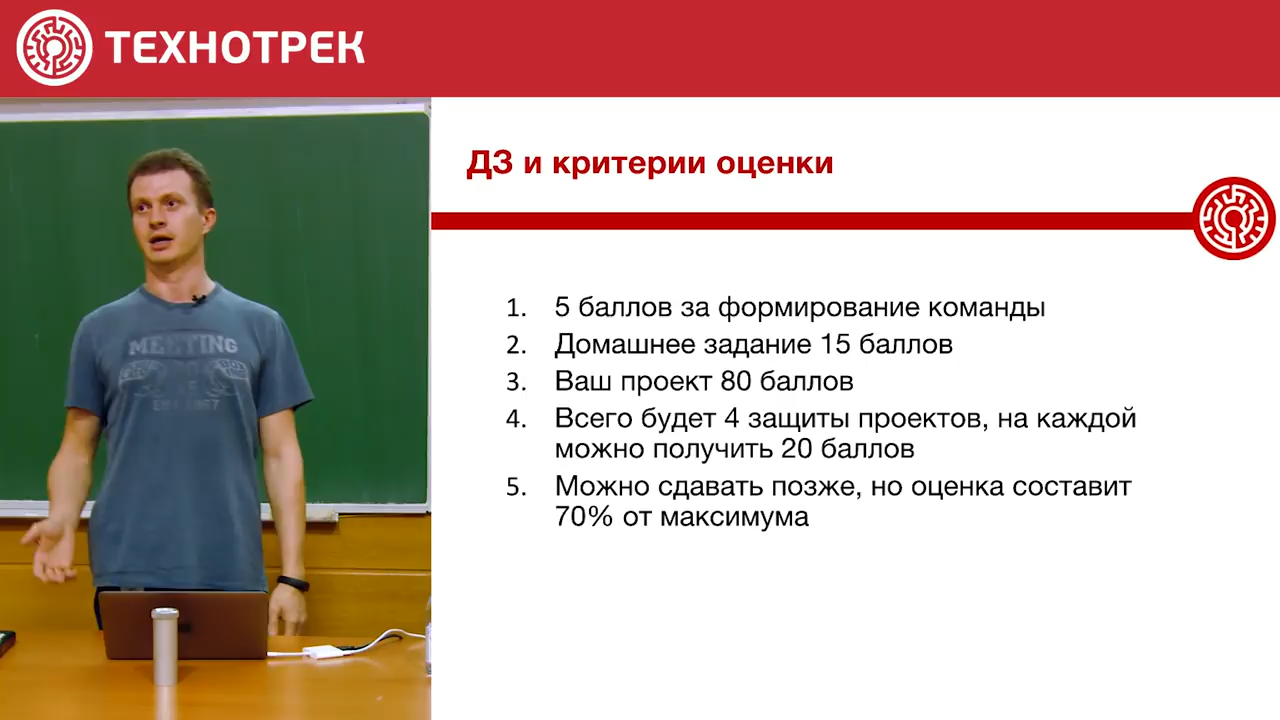 ТЕХНОТРЕК
ДЗ и критерии оценки
1. 5 баллов за формирование команды
2. Домашнее задание 15 баллов
3. Ваш проект 80 баллов
4. Всего будет 4 защиты проектов, на каждой
можно получить 20 баллов
5. Можно сдавать позже, но оценка составит
70% от максимума
MEETING